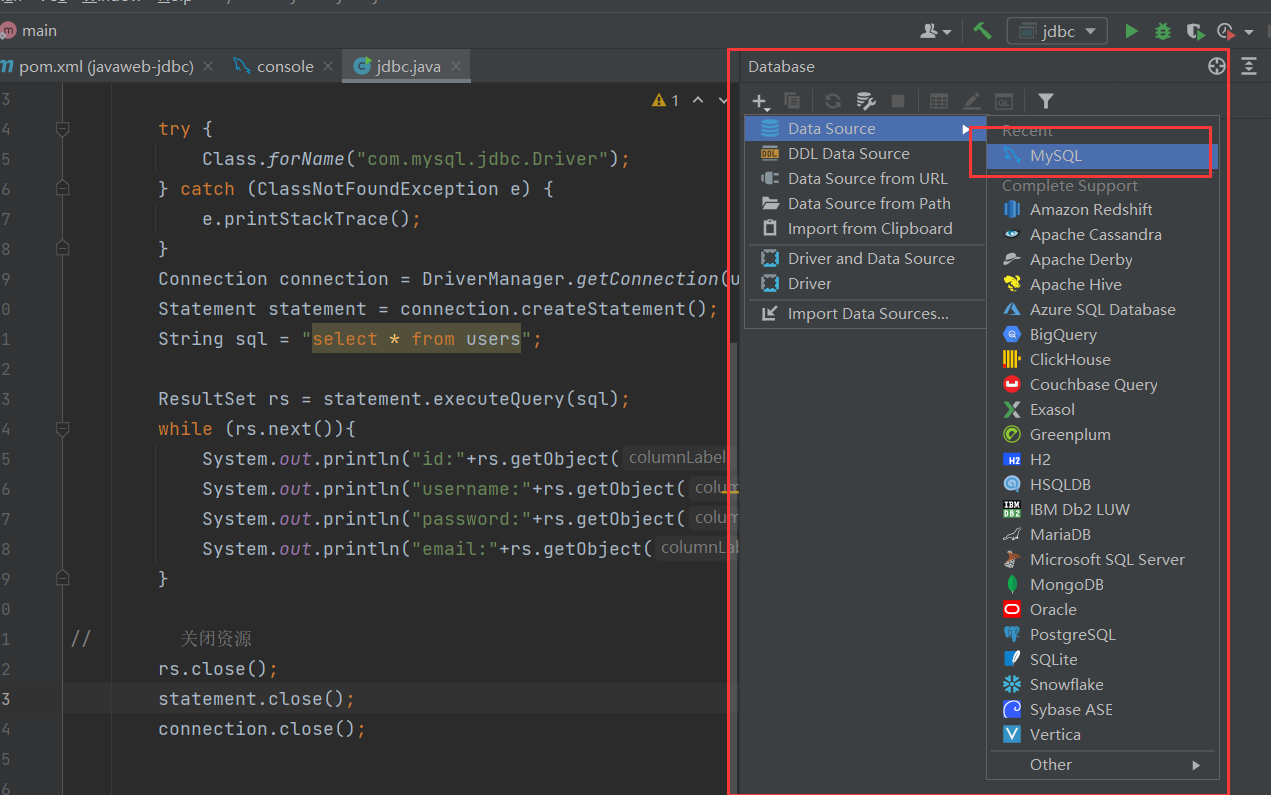 main
jdbc
pom.xml (javaweb-jdbc)
console
jdbc.java
Database
1
3
4 try {
5 Class.forName("com.mysql.jdbc.Driver");
6 } catch (ClassNotFoundException e) {
7 e.printStackTrace();
8 }
9 Connection connection = DriverManager.getConnection(u
0 Statement statement = connection.createStatement();
1 String sql = "select * from users";
2
3 ResultSet rs = statement.executeQuery(sql);
4 while (rs.next()){
5 System.out.println("id:"+rs.getObject( columnLabel
6 System.out.println("username:"+rs.getObject( colum
7 System.out.println("password:"+rs.getObject( colum
8 System.out.println("email:"+rs.getObject( columnLab
9 }
0
1 // 关闭资源
2 rs.close();
3 statement.close();
4 connection.close();
5
6
Data Source
DDL Data Source
Data Source from URL
Data Source from Path
Import from Clipboard
Driver and Data Source
Driver
Import Data Sources...
Recent
MySQL
Complete Support
Amazon Redshift
Apache Cassandra
Apache Derby
Apache Hive
Azure SQL Database
BigQuery
ClickHouse
Couchbase Query
Exasol
Greenplum
H2
HSQLDB
IBM Db2 LUW
MariaDB
Microsoft SQL Server
MongoDB
Oracle
PostgreSQL
SQLite
Snowflake
Sybase ASE
Vertica
Other